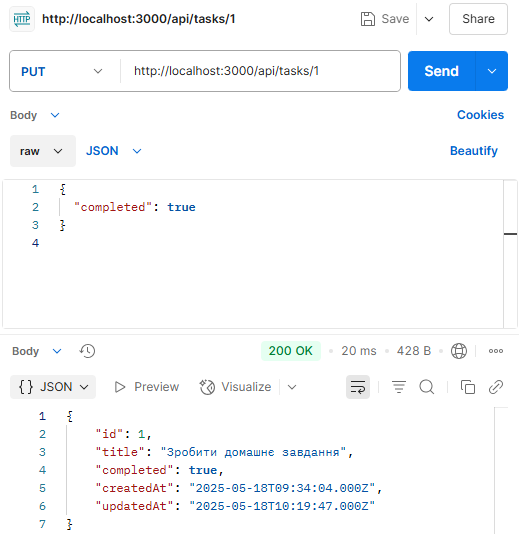 HTTP http://localhost:3000/api/tasks/1 Save Share
PUT http://localhost:3000/api/tasks/1 Send
Body Cookies
raw JSON Beautify
1 {
2 "completed": true
3 }
4
Body 200 OK • 20 ms • 428 B
{} JSON Preview Visualize
1 {
2 "id": 1,
3 "title": "Зробити домашнє завдання",
4 "completed": true,
5 "createdAt": "2025-05-18T09:34:04.000Z",
6 "updatedAt": "2025-05-18T10:19:47.000Z"
7 }